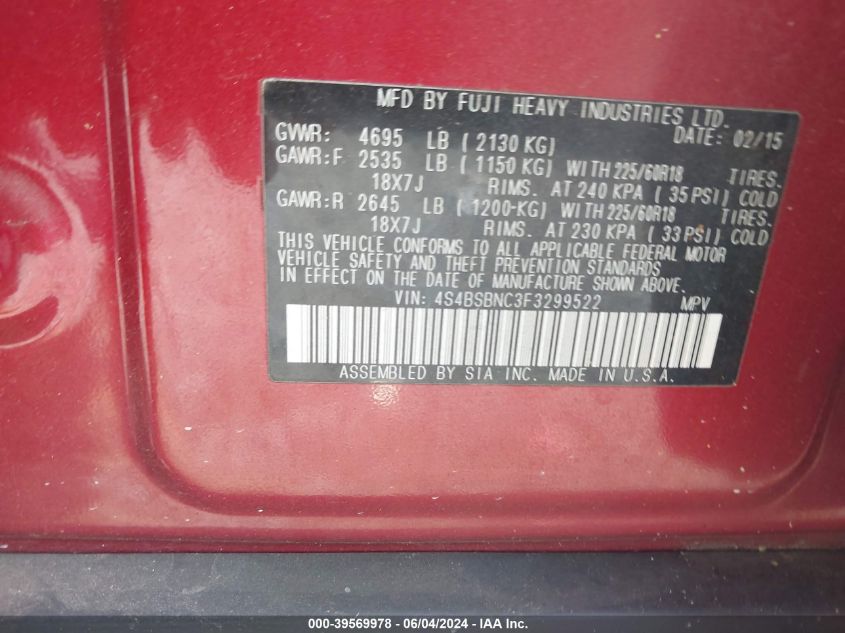 MFD BY FUJI HEAVY INDUSTRIES LTD.
GVWR: 4695 LB ( 2130 KG) DATE: 02/15
GAWR:F 2535 LB ( 1150 KG) WITH 225/60R18 TIRES.
18X7J RIMS. AT 240 KPA ( 35 PSI) COLD
GAWR:R 2645 LB ( 1200-KG) WITH 225/60R18 TIRES.
18X7J RIMS. AT 230 KPA ( 33 PSI) COLD
THIS VEHICLE CONFORMS TO ALL APPLICABLE FEDERAL MOTOR
VEHICLE SAFETY AND THEFT PREVENTION STANDARDS
IN EFFECT ON THE DATE OF MANUFACTURE SHOWN ABOVE.
VIN: 4S4BSBNC3F3299522 MPV
ASSEMBLED BY SIA INC. MADE IN U.S.A.
000-39569978 - 06/04/2024 - IAA Inc.